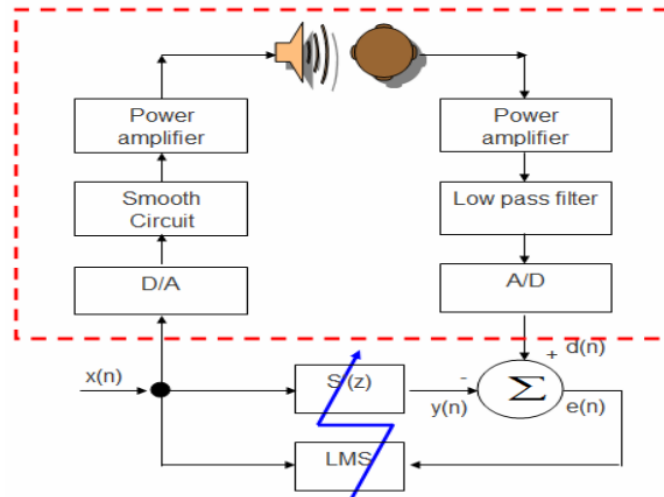 Power
amplifier
Power
amplifier
Smooth
Circuit
Low pass filter
D/A
A/D
x(n)
S (z)
-
y(n)
+
d(n)
Σ
e(n)
LMS